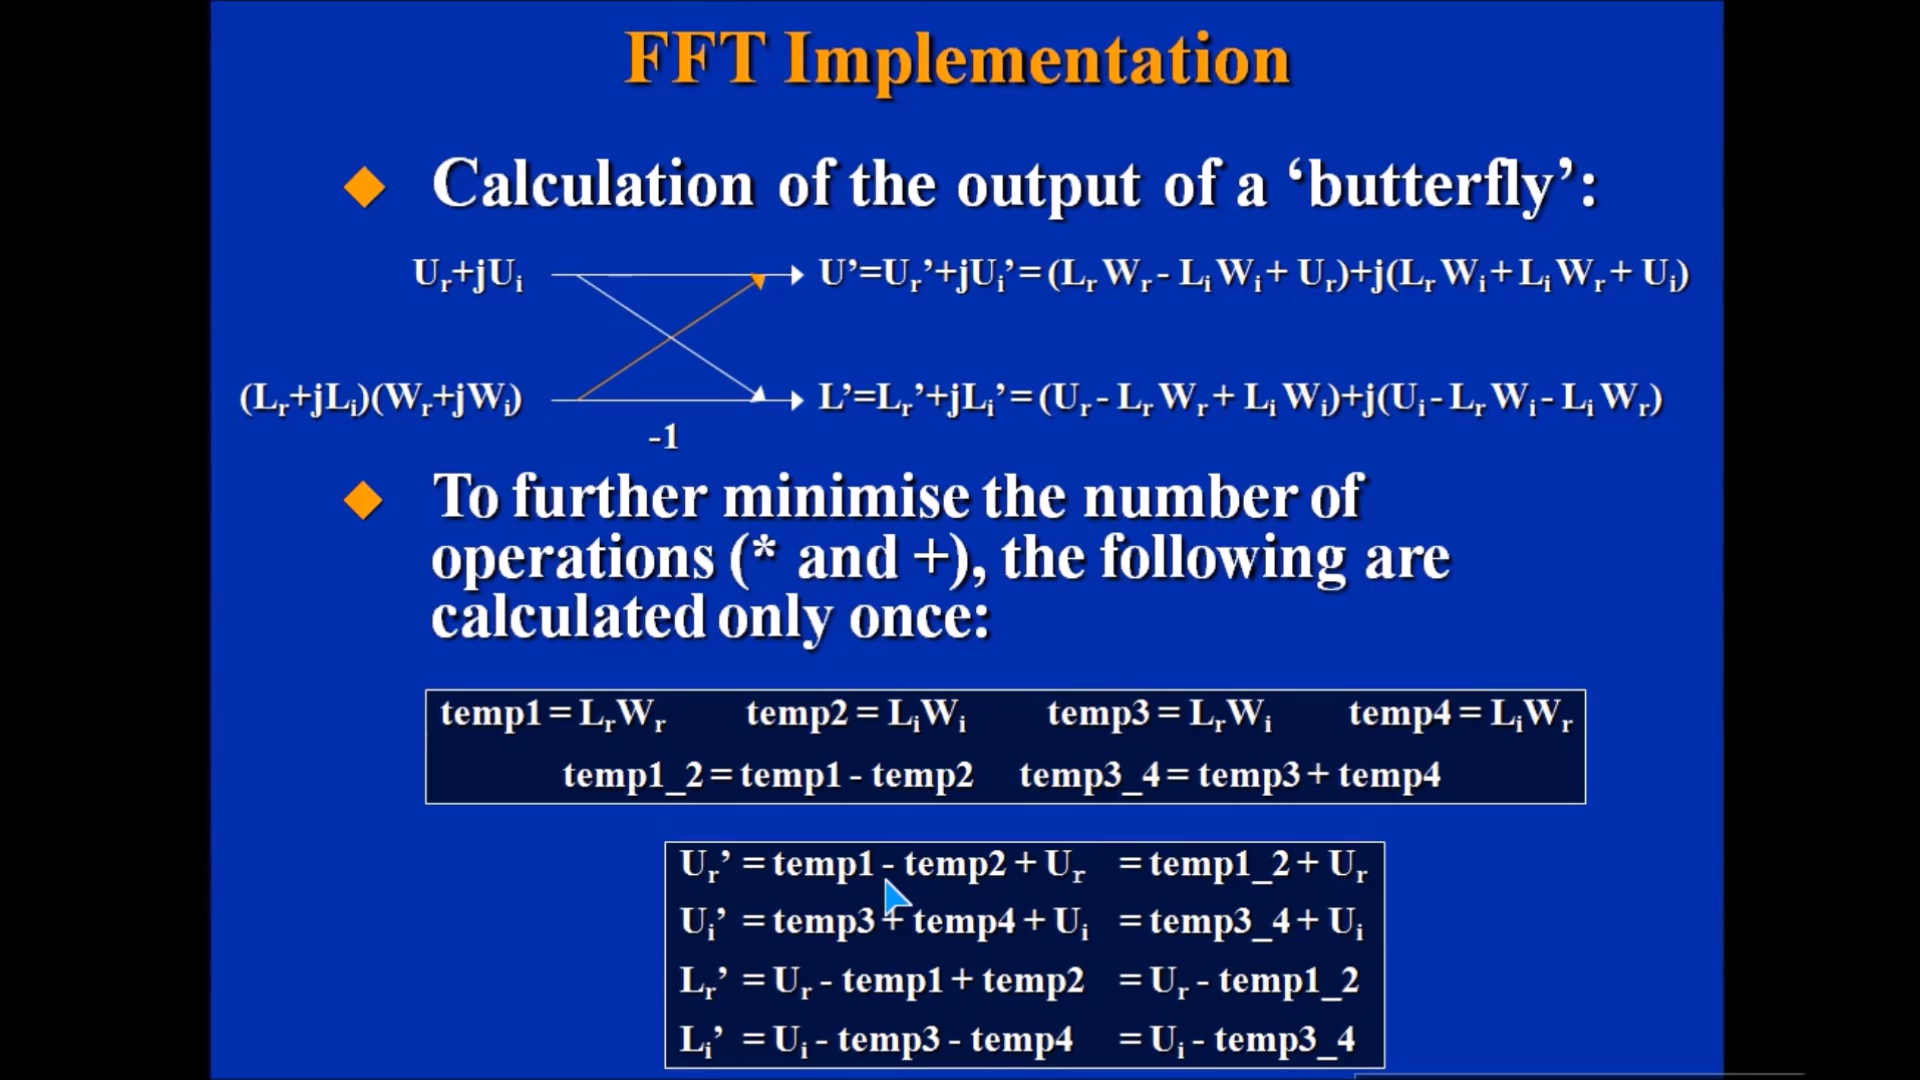 FFT Implementation
Calculation of the output of a ‘butterfly’:
Ur+jUi
U’=Ur’+jUi’=(LrWr- LiWi+ Ur)+j(LrWi+LiWr+ Ui)
(Lr+jLi)(Wr+jWi)
L’=Lr’+jLi’=(Ur- LrWr+ LiWi)+j(Ui-LrWi- LiWr)
-1
To further minimise the number of
operations (* and +), the following are
calculated only once:
temp1 = LrWr temp2 = LiWi temp3 = LrWi temp4 = LiWr
temp1_2 = temp1 - temp2 temp3_4 = temp3 + temp4
Ur’ = temp1 - temp2 + Ur = temp1_2 + Ur
Ui’ = temp3 + temp4 + Ui = temp3_4 + Ui
Lr’ = Ur - temp1 + temp2 = Ur - temp1_2
Li’ = Ui - temp3 - temp4 = Ui - temp3_4